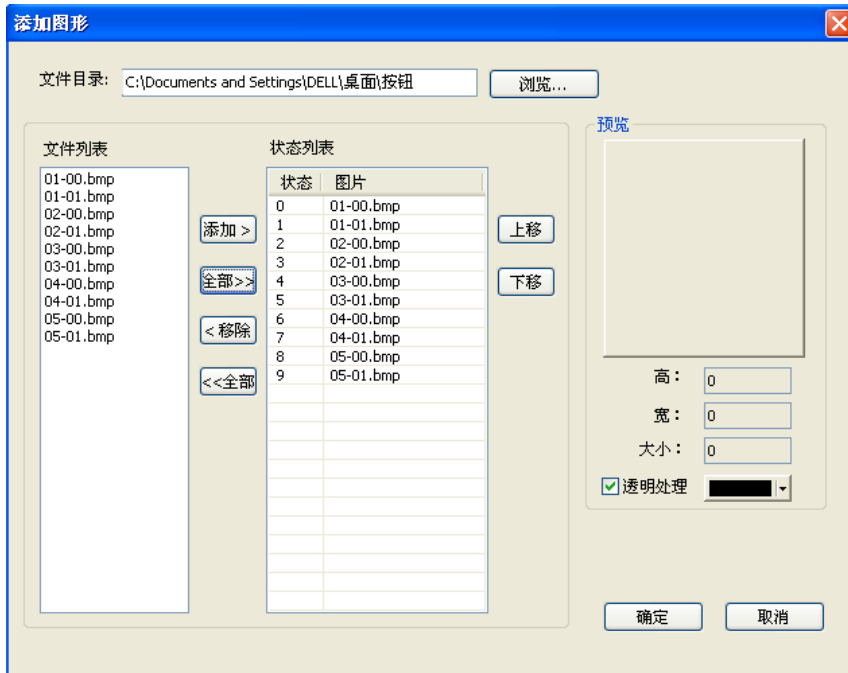 添加图形
文件目录: C:\Documents and Settings\DELL\桌面\按钮 浏览...
文件列表
01-00.bmp
01-01.bmp
02-00.bmp
02-01.bmp
03-00.bmp
03-01.bmp
04-00.bmp
04-01.bmp
05-00.bmp
05-01.bmp
添加 >
全部>>
< 移除
<<全部
状态列表
状态 图片
0 01-00.bmp
1 01-01.bmp
2 02-00.bmp
3 02-01.bmp
4 03-00.bmp
5 03-01.bmp
6 04-00.bmp
7 04-01.bmp
8 05-00.bmp
9 05-01.bmp
上移
下移
预览
高： 0
宽： 0
大小： 0
透明处理
确定 取消